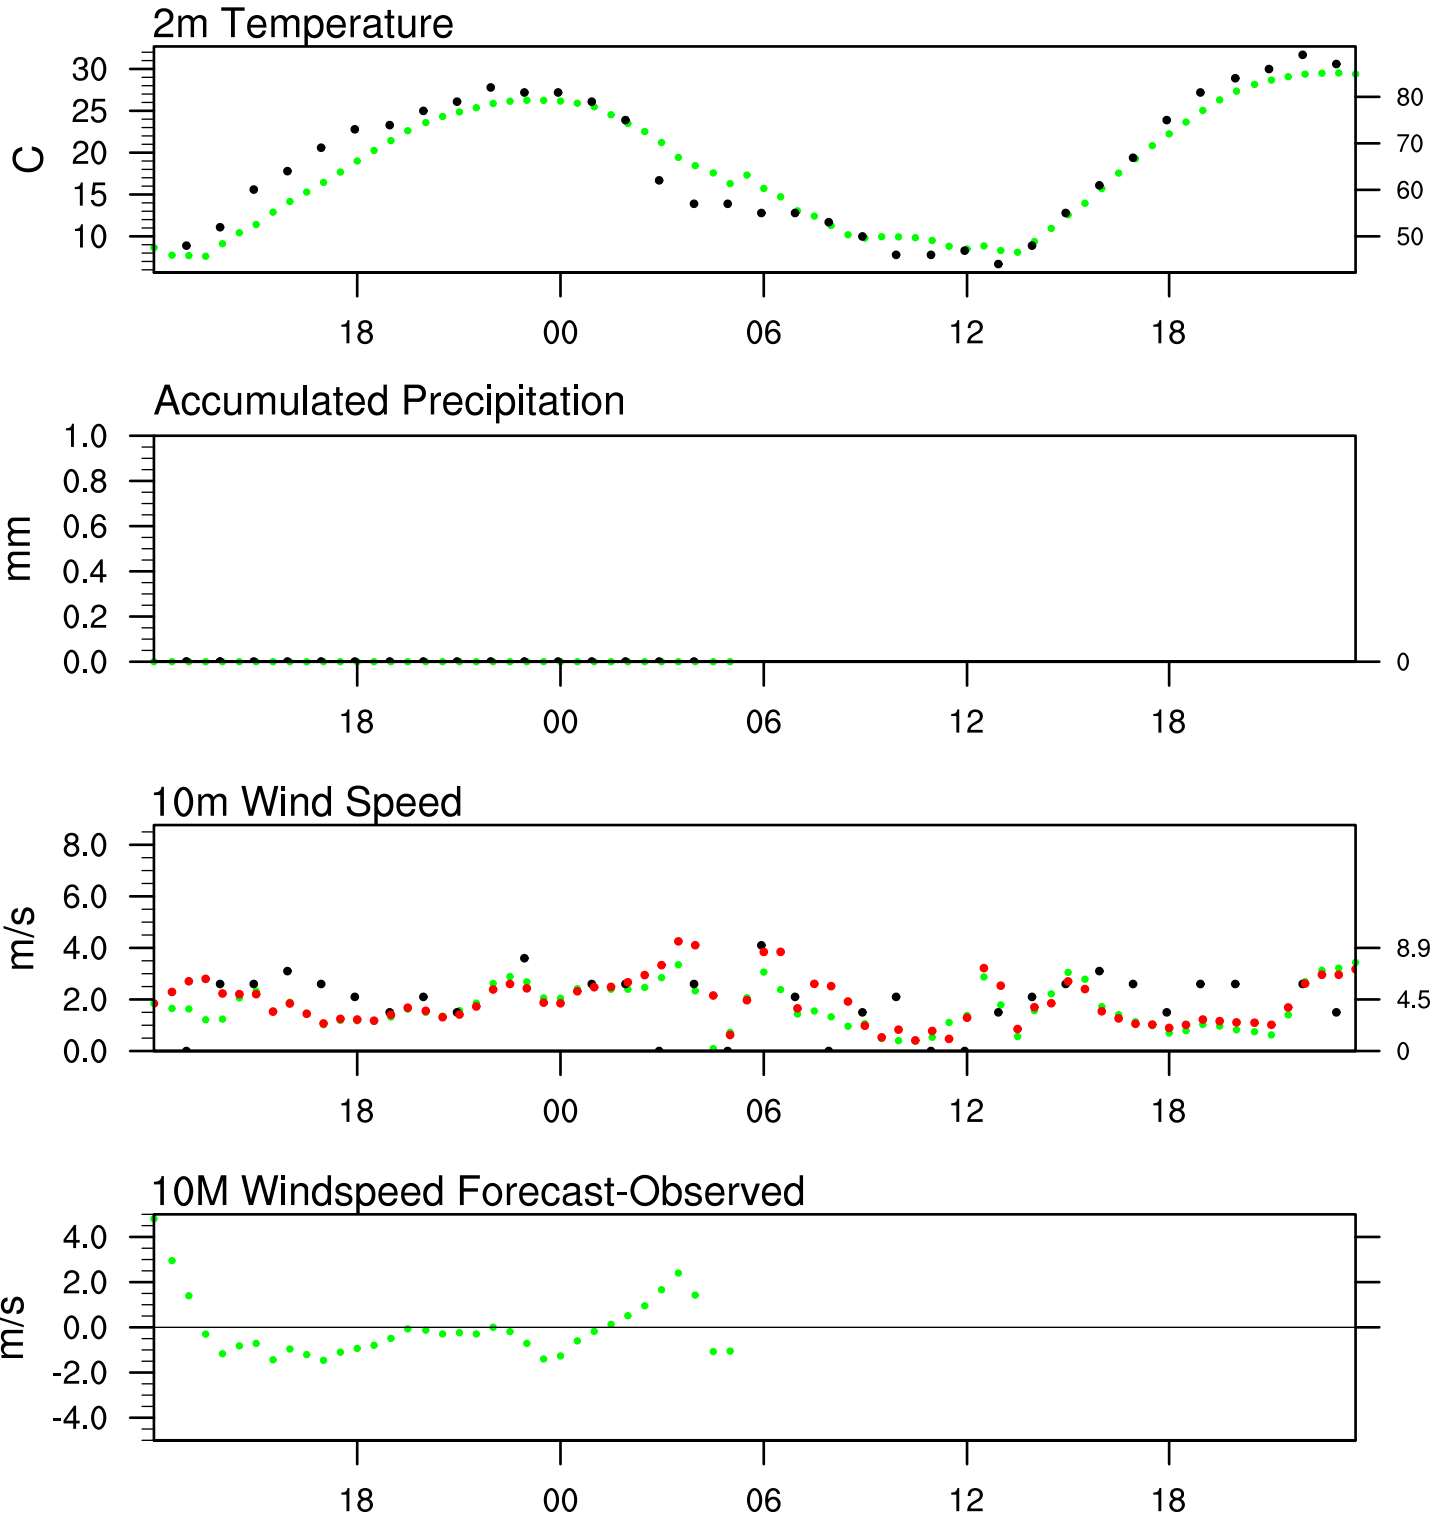 2m Temperature
C
30
25
20
15
10
80
70
60
50
18 00 06 12 18
Accumulated Precipitation
mm
1.0
0.8
0.6
0.4
0.2
0.0
0
18 00 06 12 18
10m Wind Speed
m/s
8.0
6.0
4.0
2.0
0.0
8.9
4.5
0
18 00 06 12 18
10M Windspeed Forecast-Observed
m/s
4.0
2.0
0.0
-2.0
-4.0
18 00 06 12 18